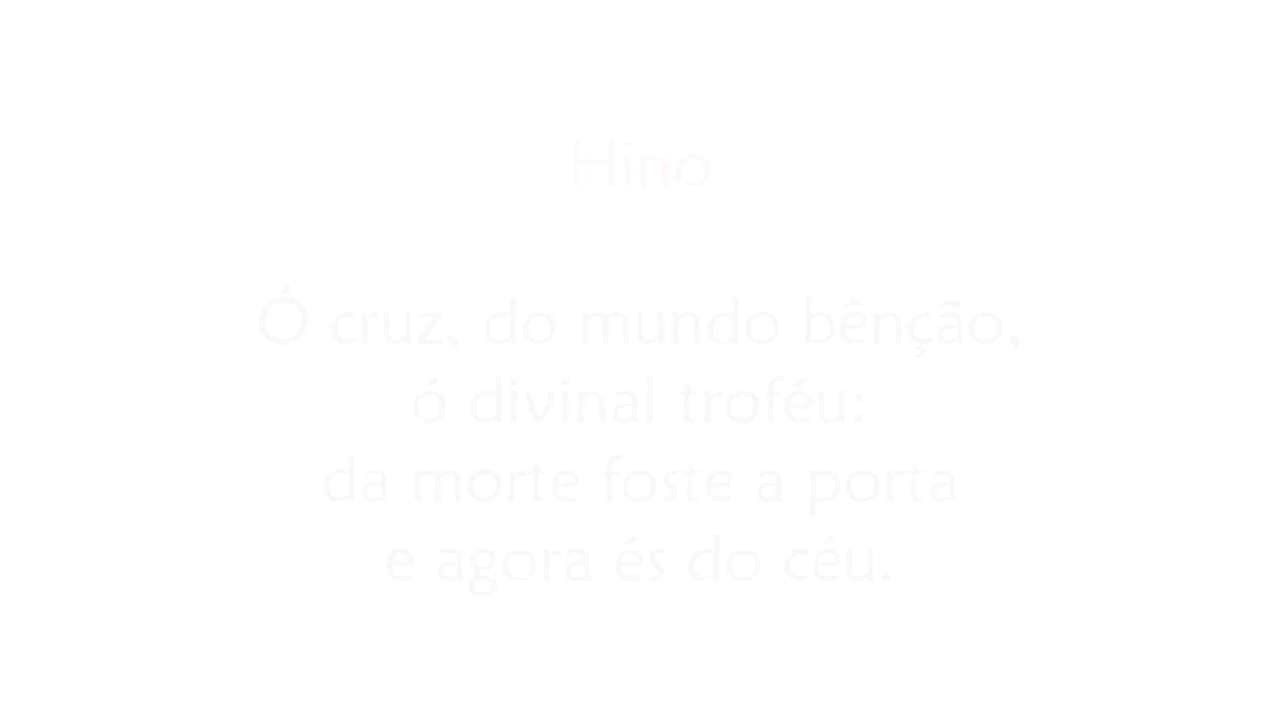 Hino
Ó cruz, do mundo bênção,
ó divinal troféu:
da morte foste a porta
e agora és do céu.